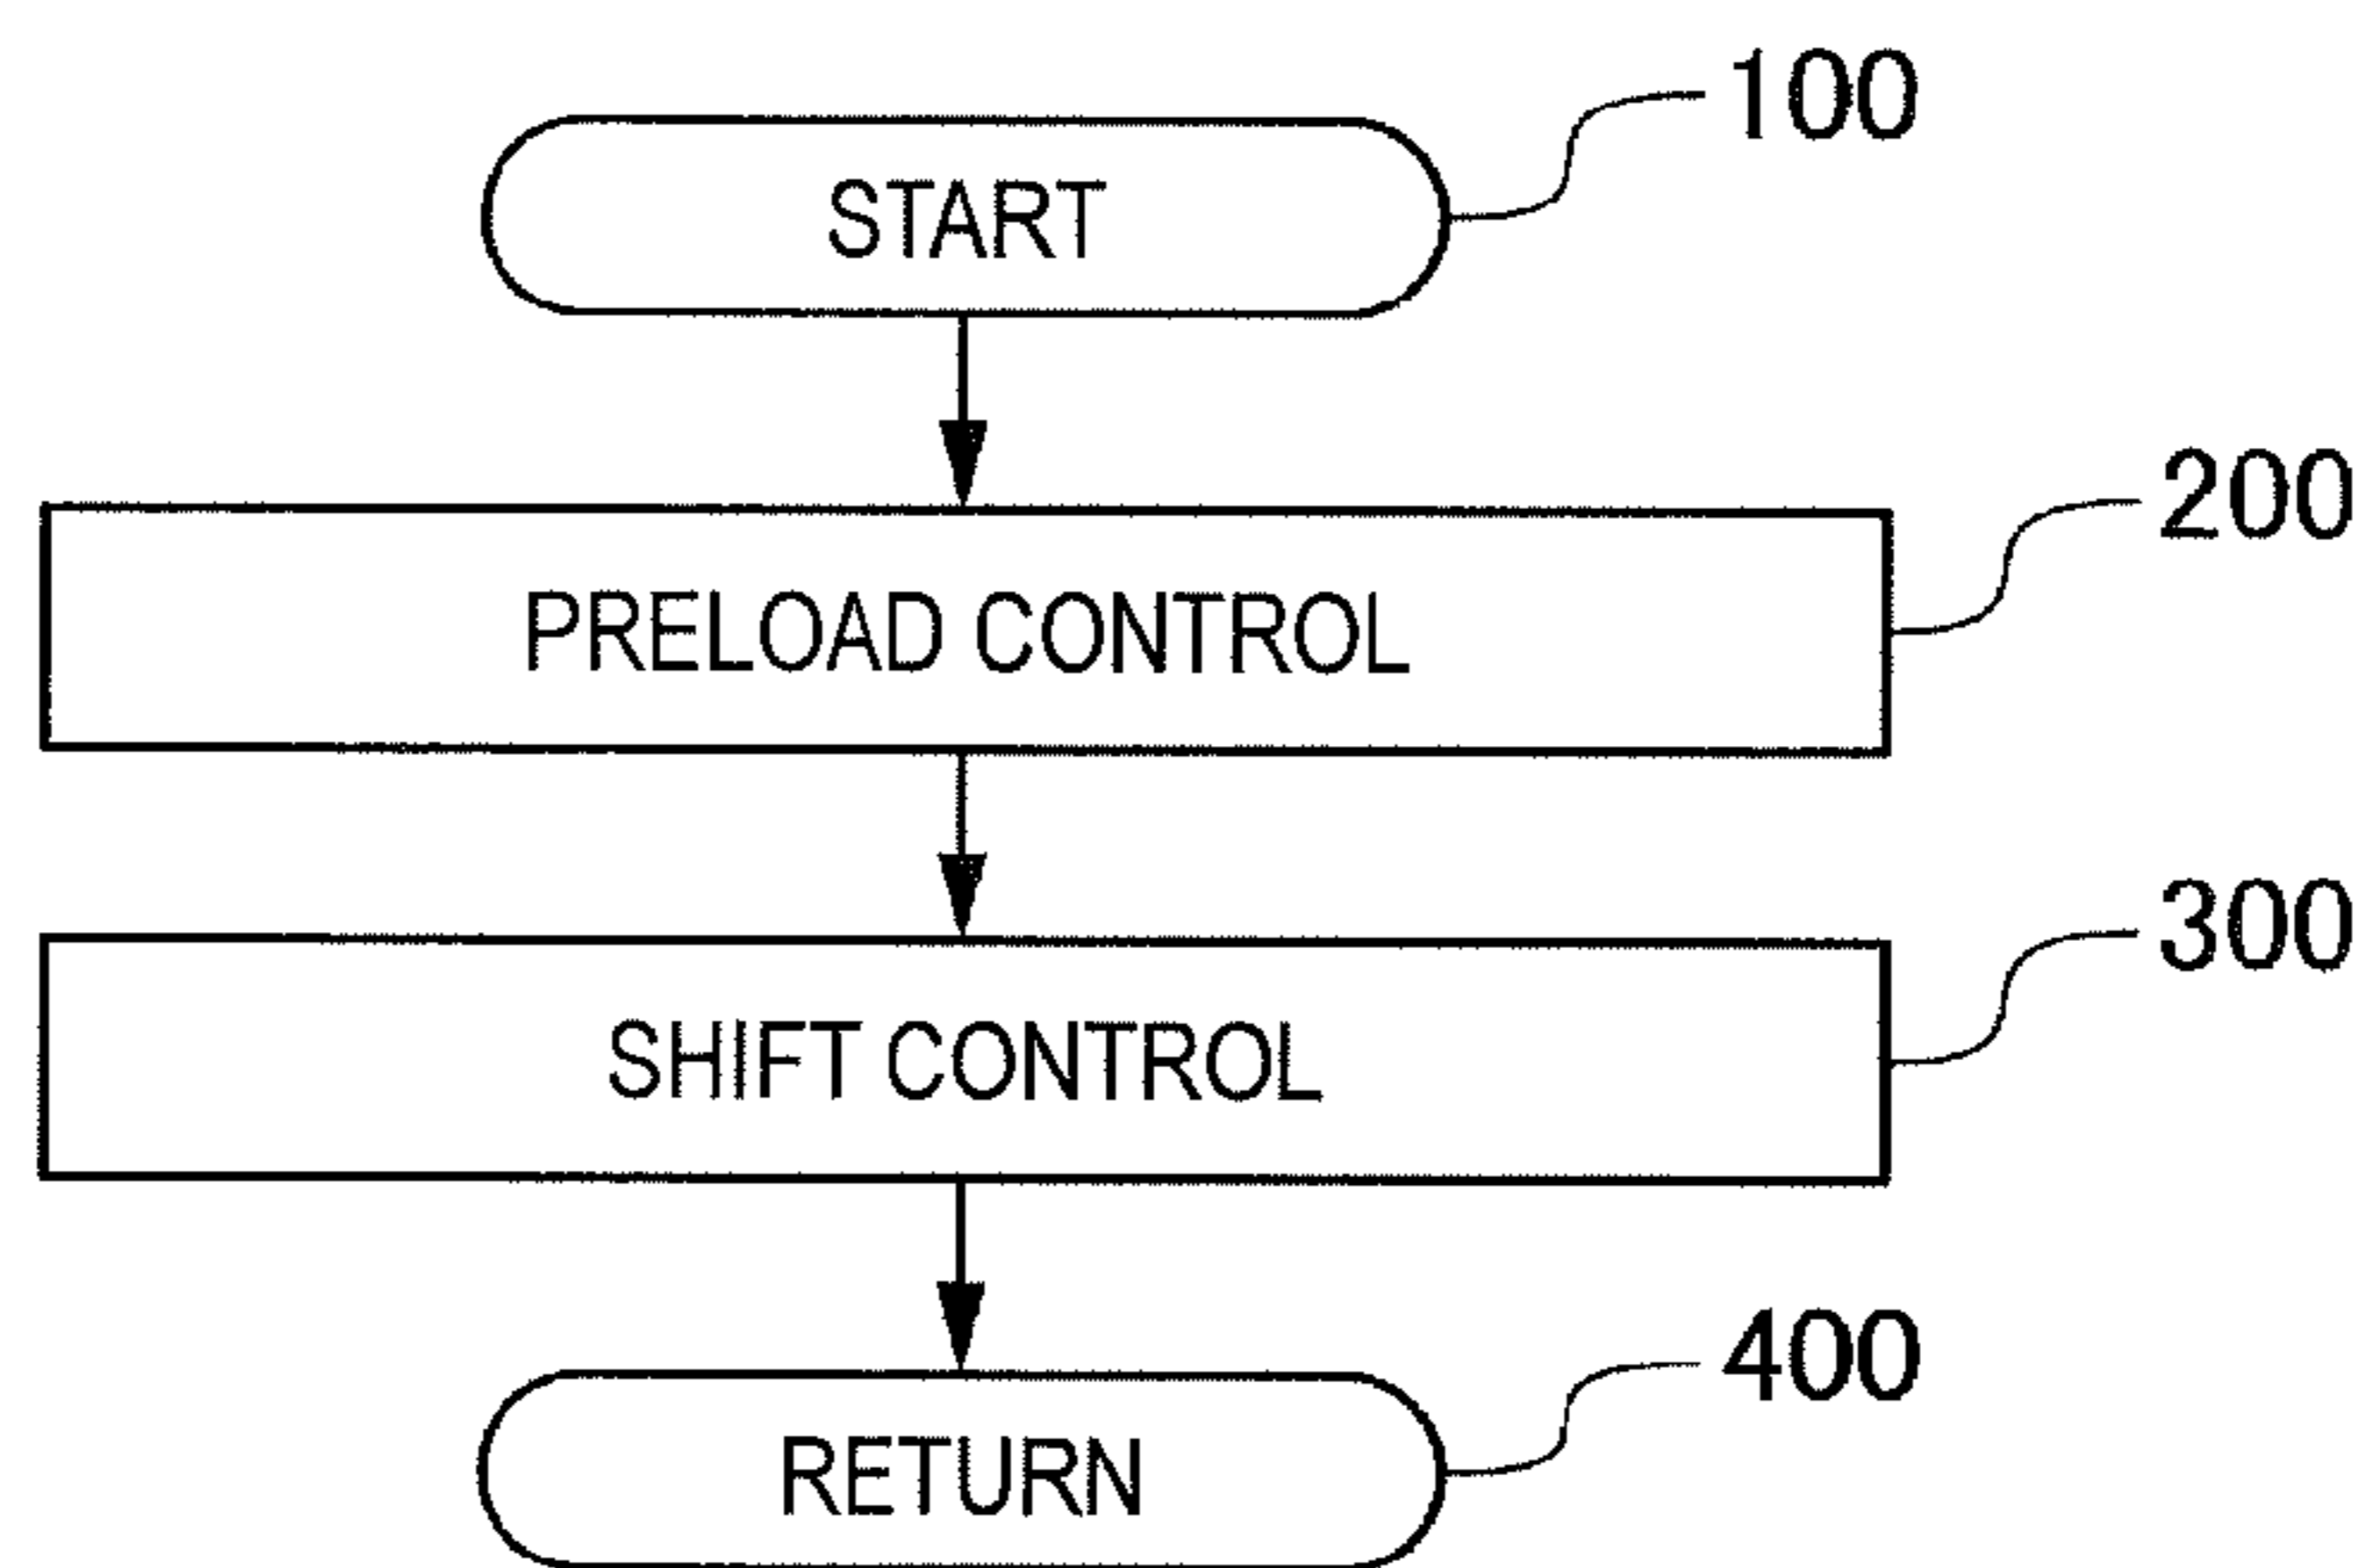 100
START
200
PRELOAD CONTROL
300
SHIFT CONTROL
400
RETURN